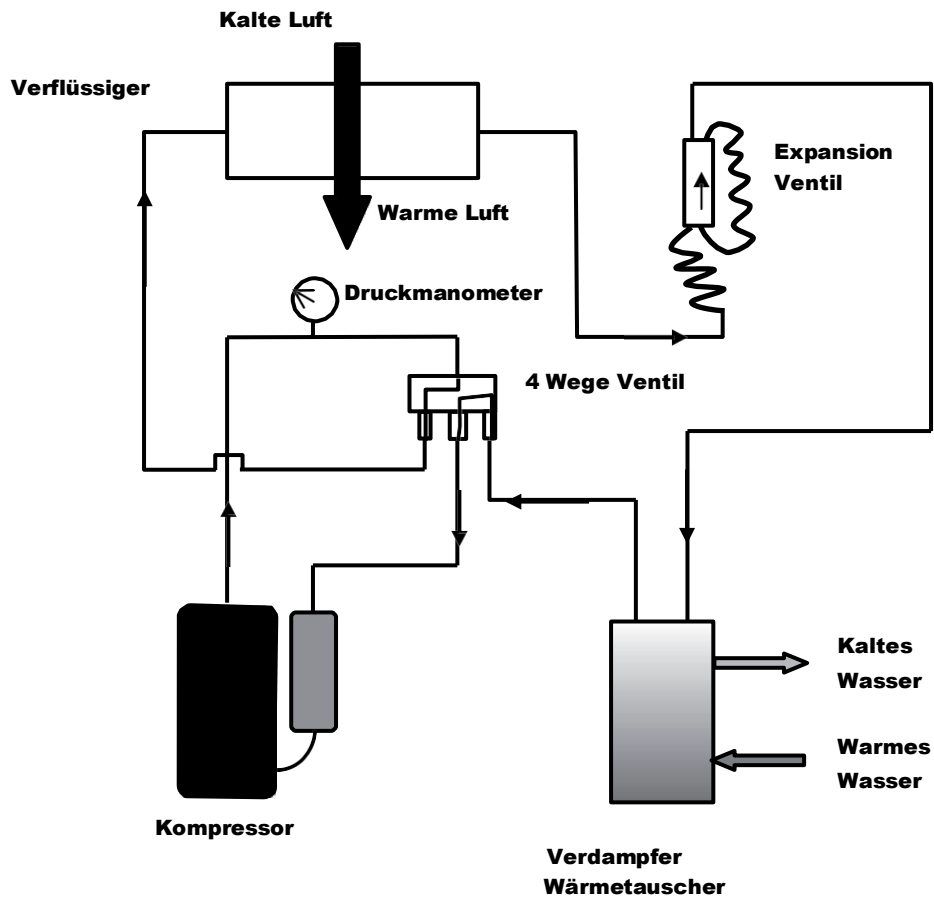 Kalte Luft
Verflüssiger
Expansion
Ventil
Warme Luft
Druckmanometer
4 Wege Ventil
Kaltes
Wasser
Warmes
Wasser
Kompressor
Verdampfer
Wärmetauscher